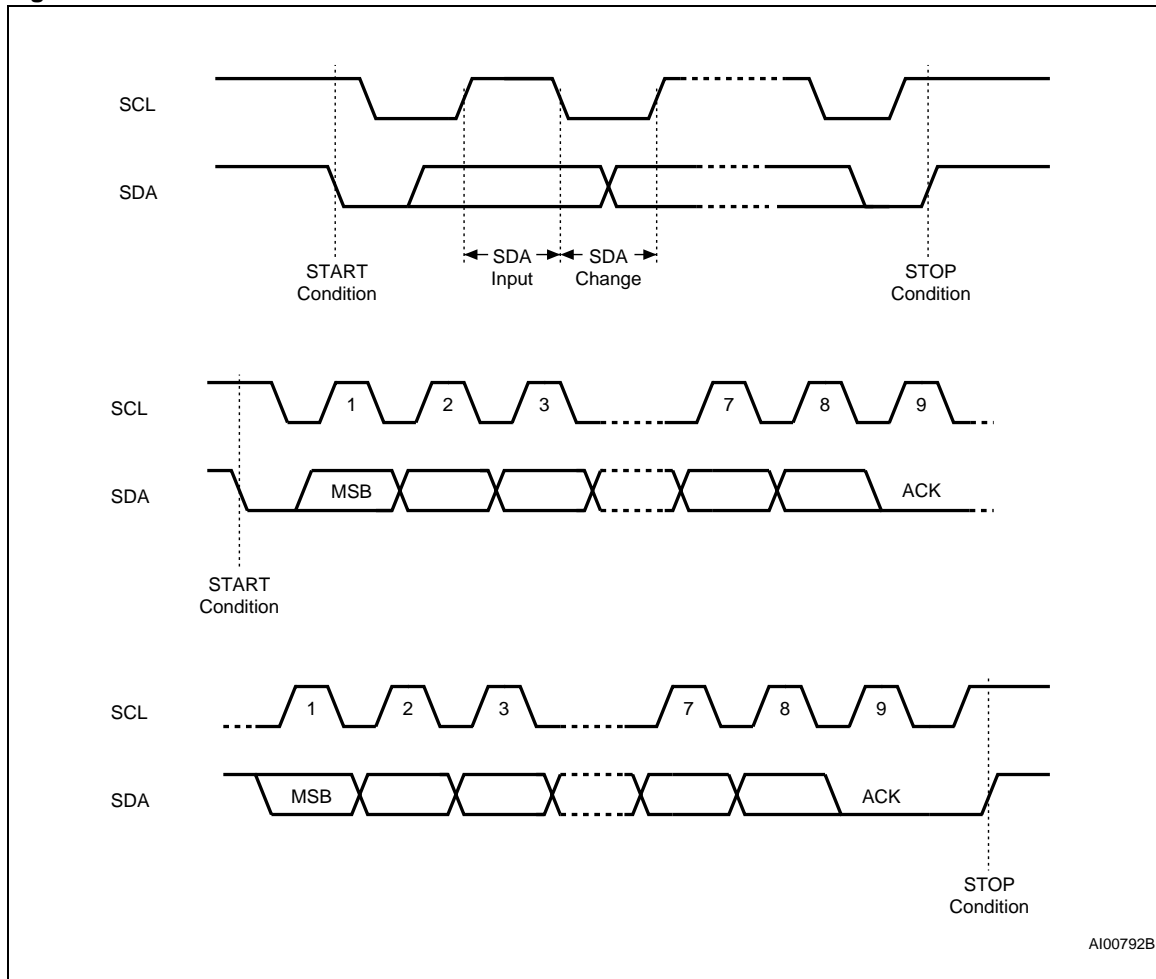 SCL
SDA
START
Condition
SDA
Input
SDA
Change
STOP
Condition
SCL
1 2 3 7 8 9
SDA
MSB ACK
START
Condition
SCL
1 2 3 7 8 9
SDA
MSB ACK
STOP
Condition
AI00792B